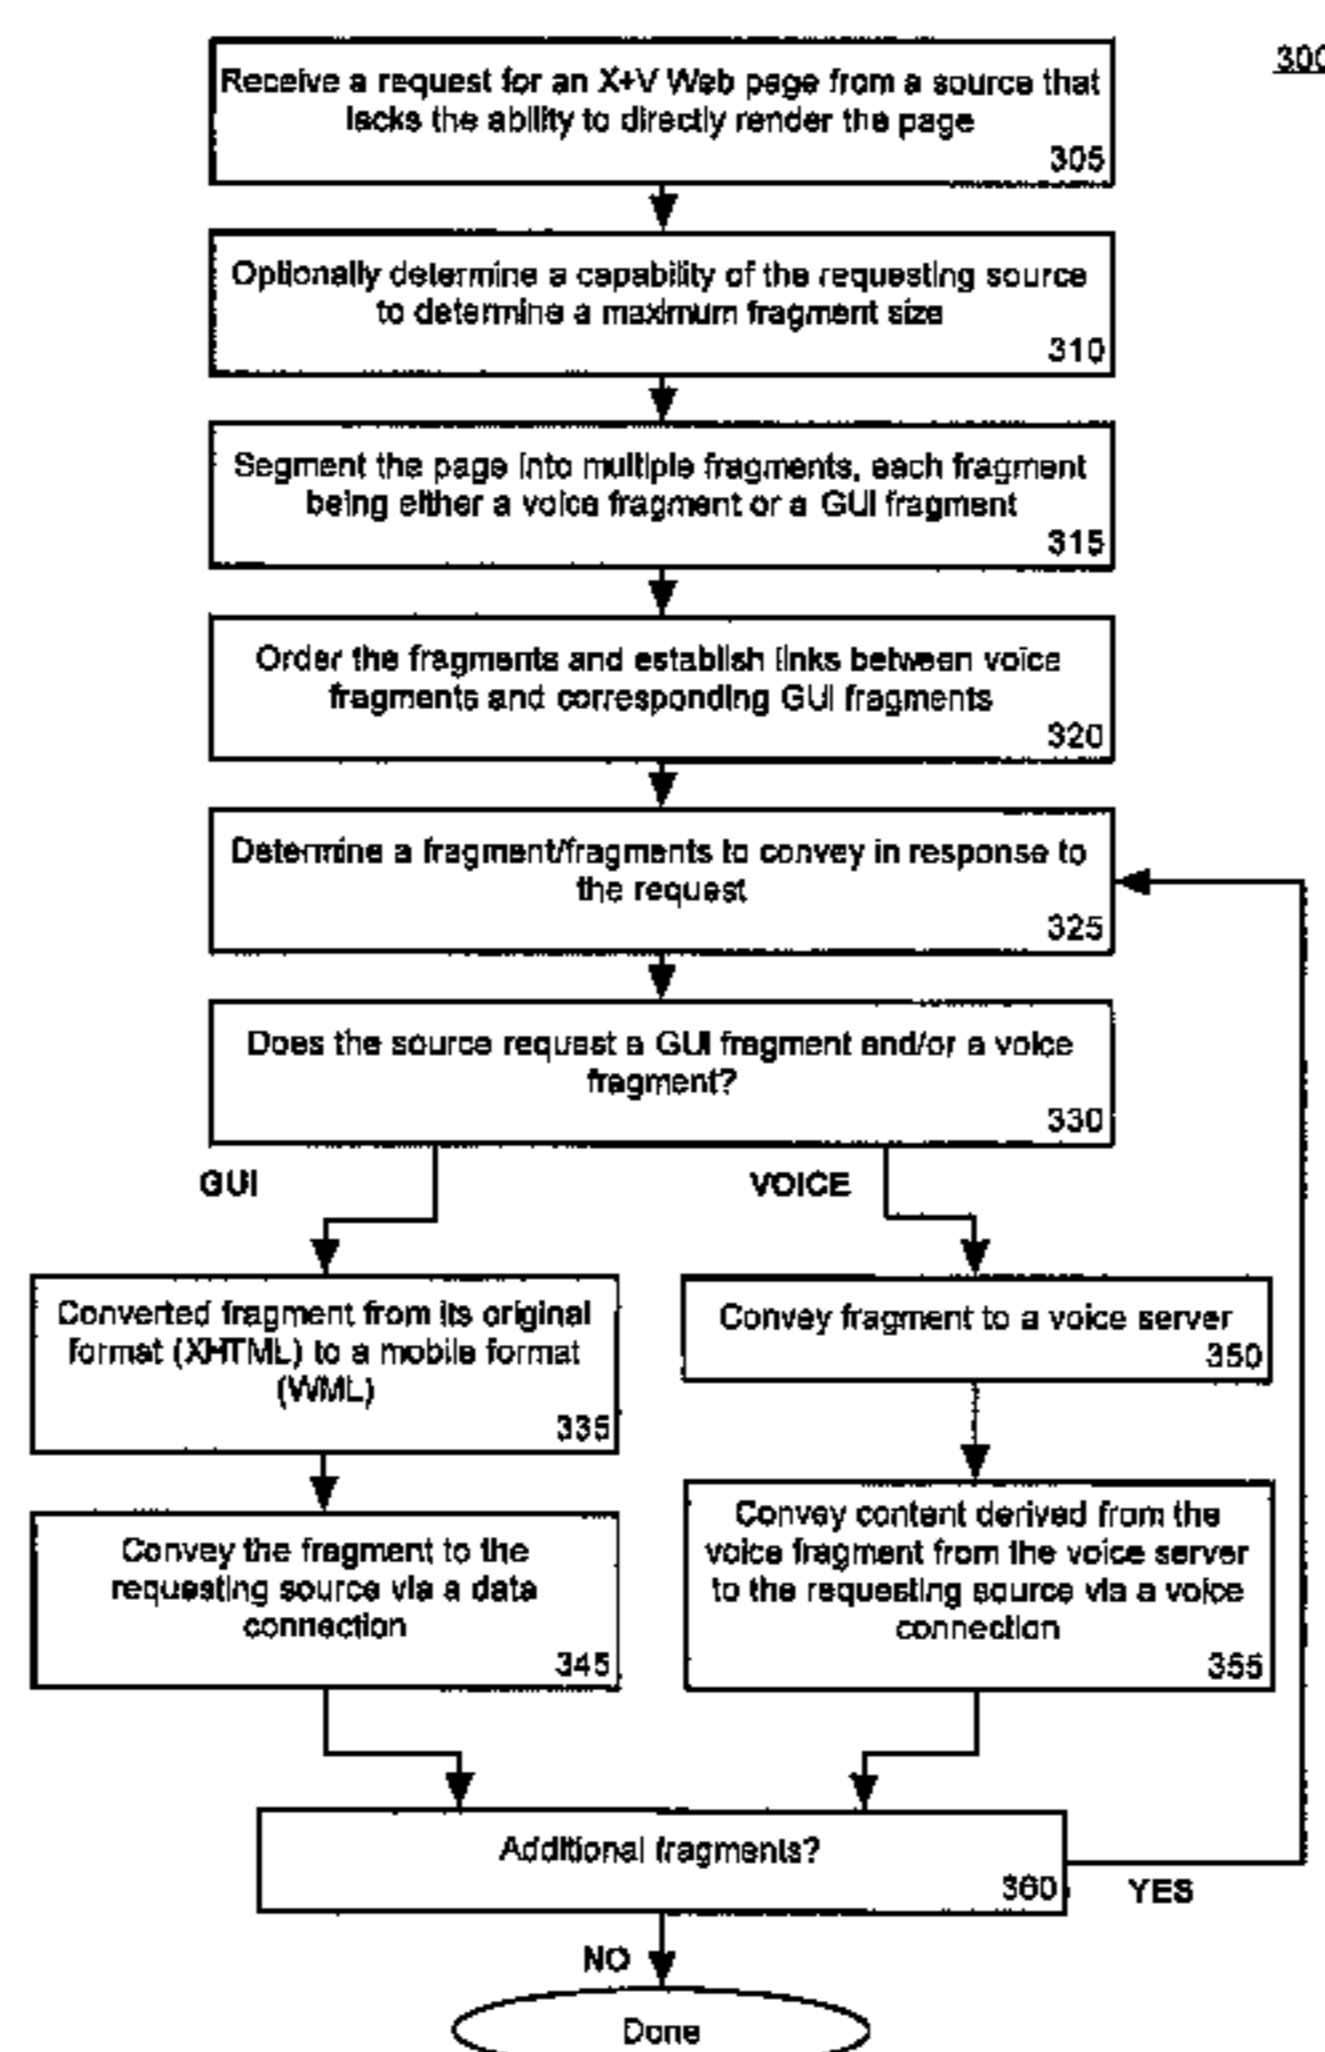 300
Receive a request for an X+V Web page from a source that
lacks the ability to directly render the page
305
Optionally determine a capability of the requesting source
to determine a maximum fragment size
310
Segment the page into multiple fragments, each fragment
being either a voice fragment or a GUI fragment
315
Order the fragments and establish links between voice
fragments and corresponding GUI fragments
320
Determine a fragment/fragments to convey in response to
the request
325
Does the source request a GUI fragment and/or a voice
fragment?
330
GUI
VOICE
Converted fragment from its original
format (XHTML) to a mobile format
(WML)
335
Convey fragment to a voice server
350
Convey the fragment to the
requesting source via a data
connection
345
Convey content derived from the
voice fragment from the voice server
to the requesting source via a voice
connection
355
Additional fragments?
360
YES
NO
Done